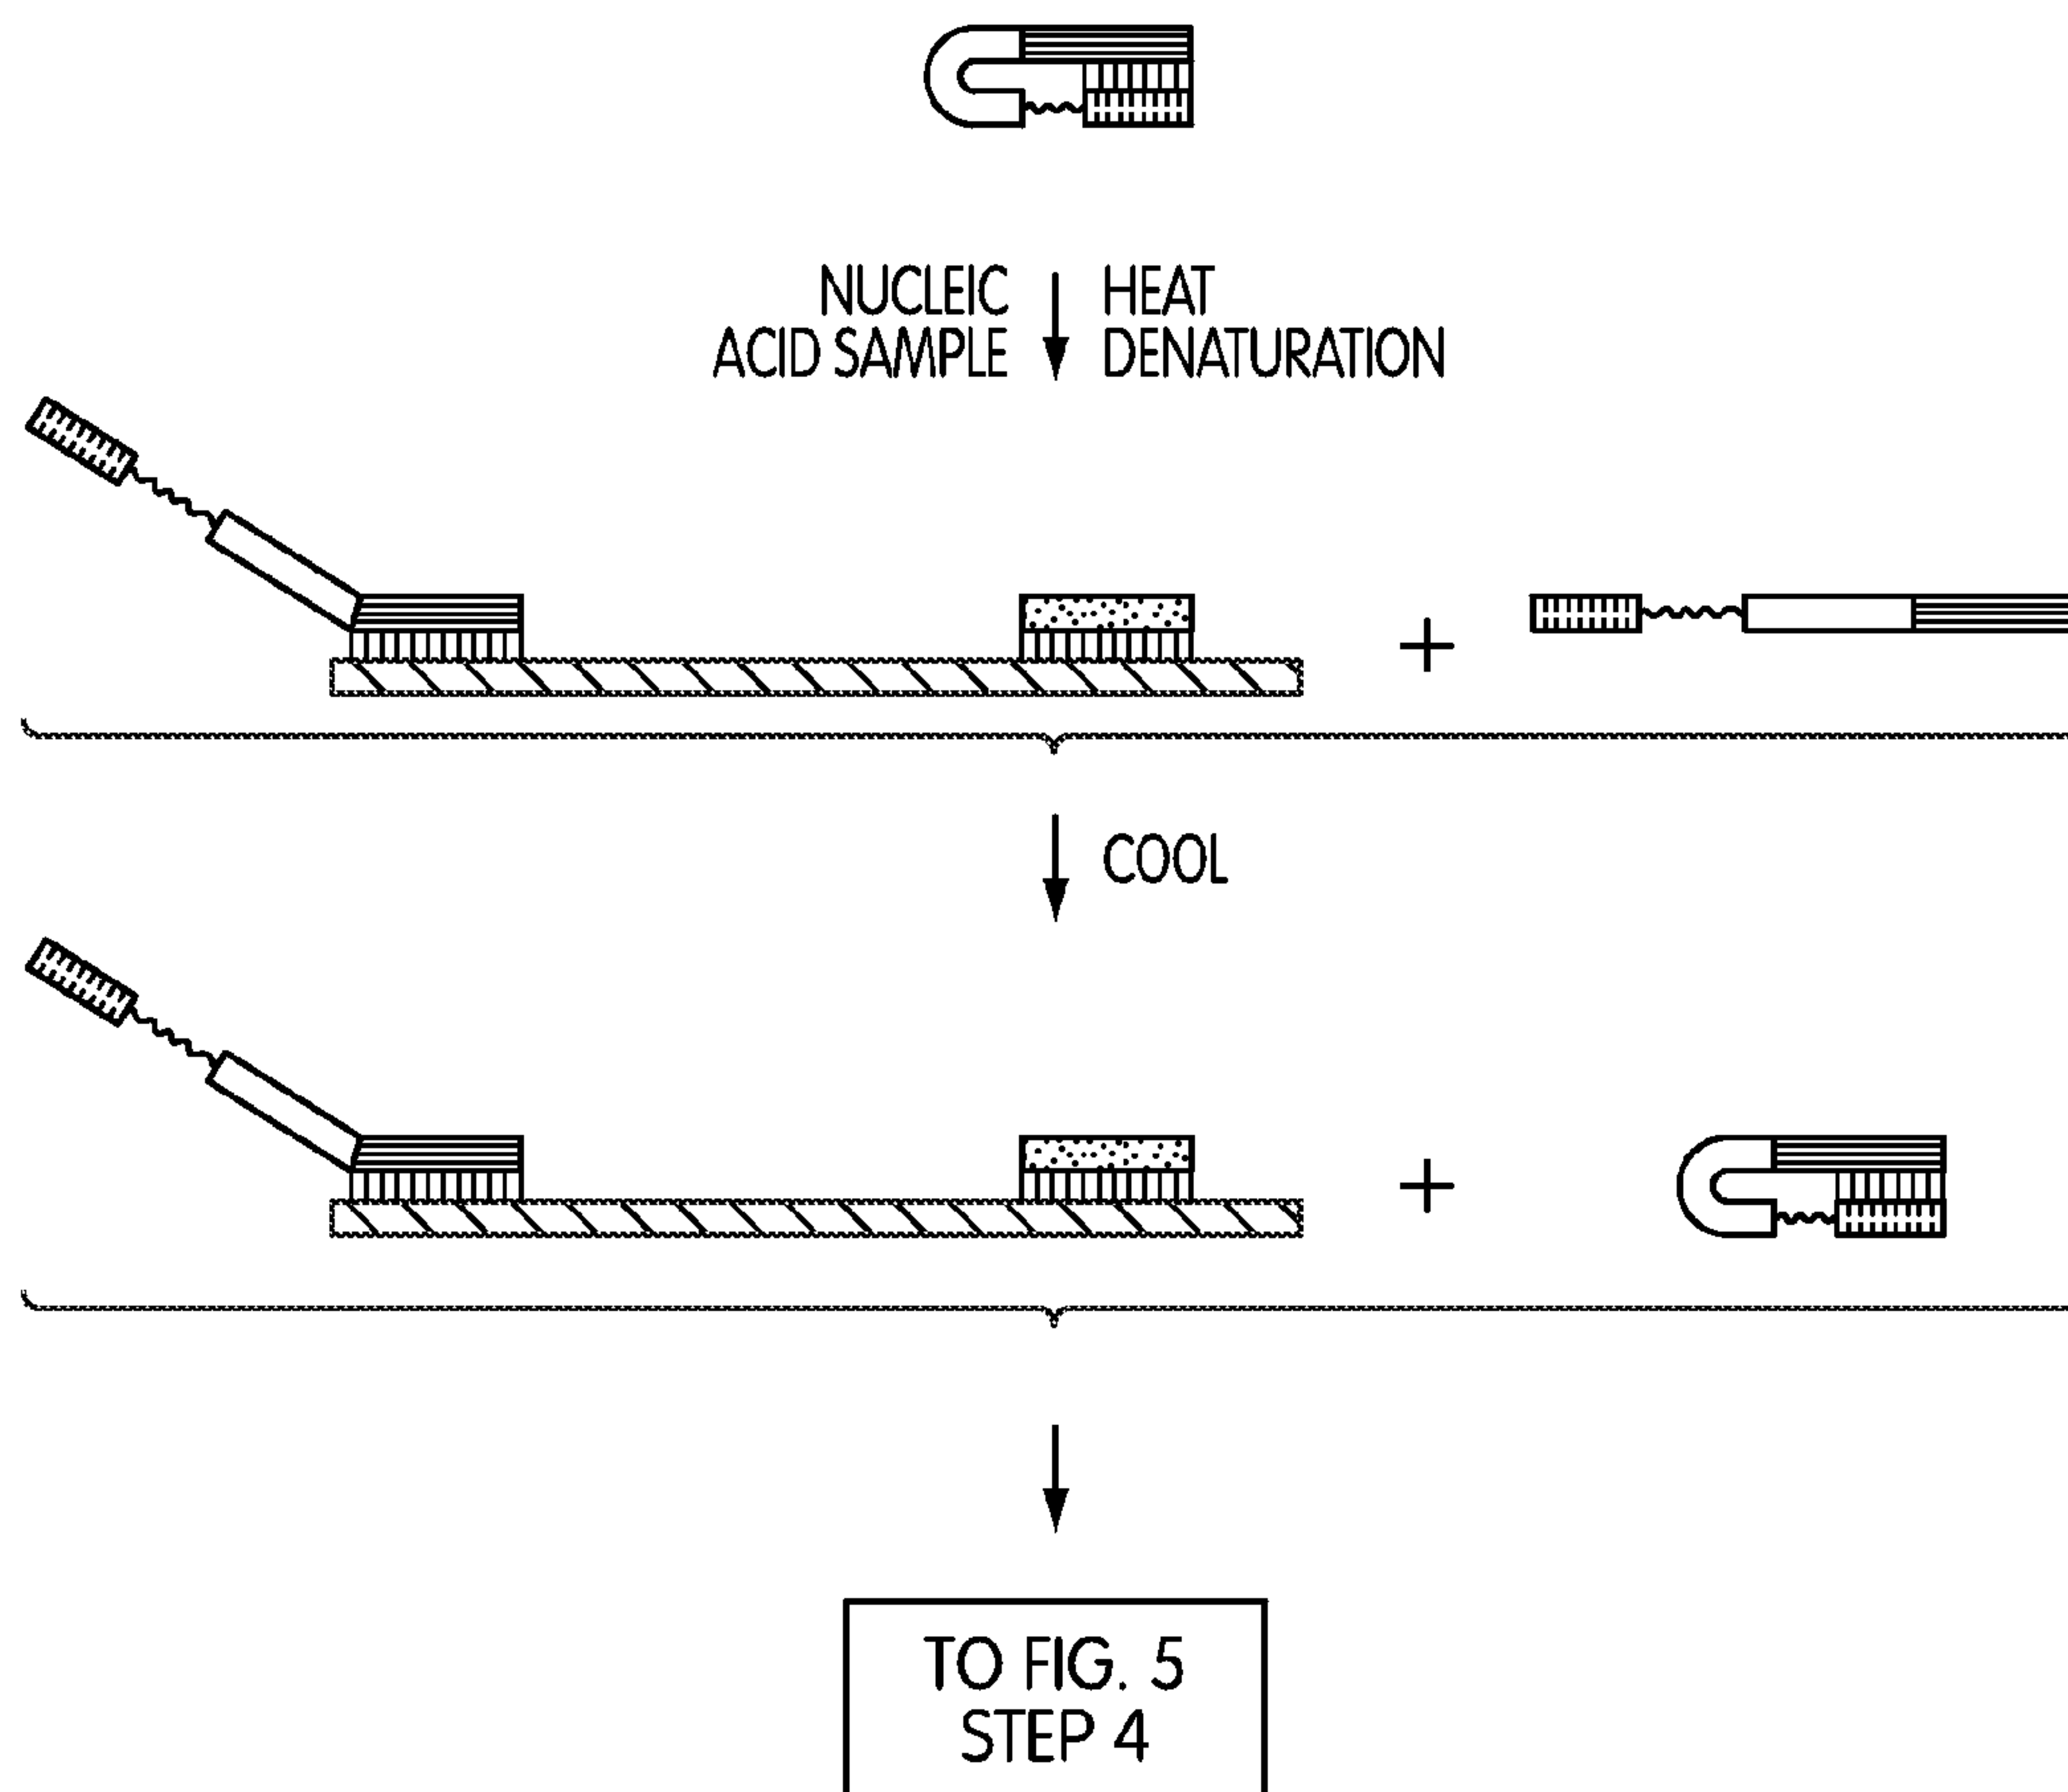 NUCLEIC
ACID SAMPLE
HEAT
DENATURATION
COOL
TO FIG. 5
STEP 4